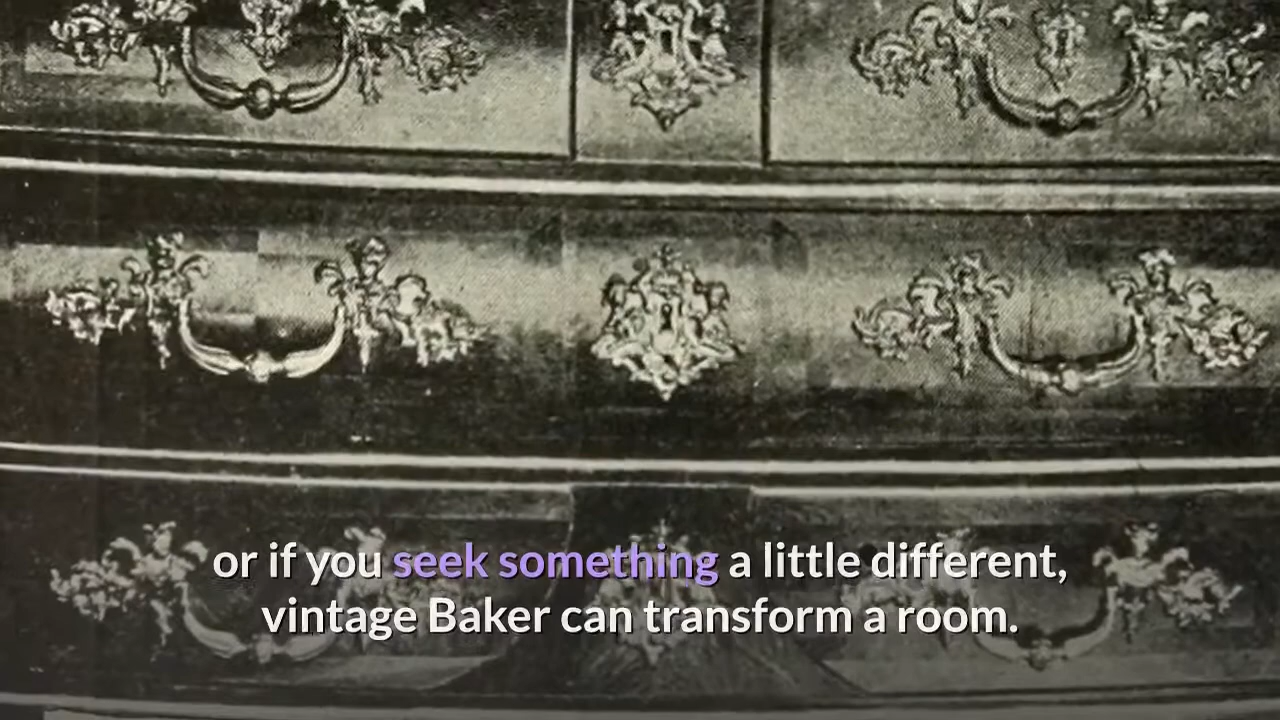 or if you seek something a little different,
vintage Baker can transform a room.